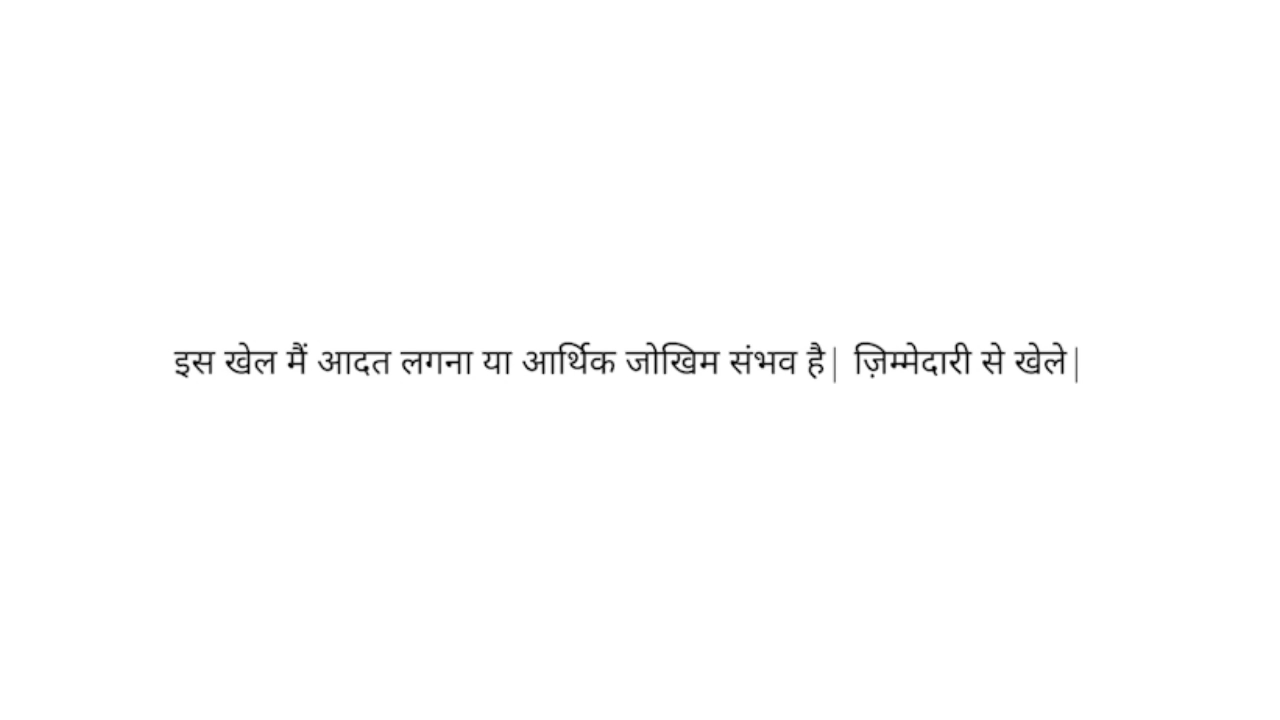 इस खेल मैं आदत लगना या आर्थिक जोखिम संभव है| ज़िम्मेदारी से खेले|